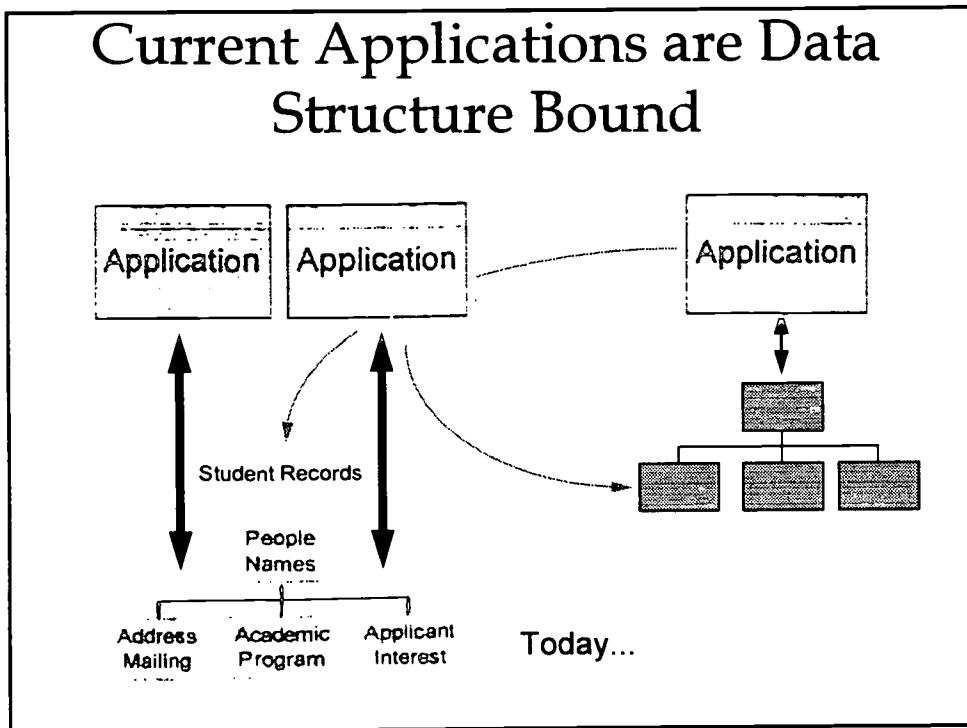 Current Applications are Data
Structure Bound
Application
Application
Application
Student Records
People
Names
Address
Mailing
Academic
Program
Applicant
Interest
Today...